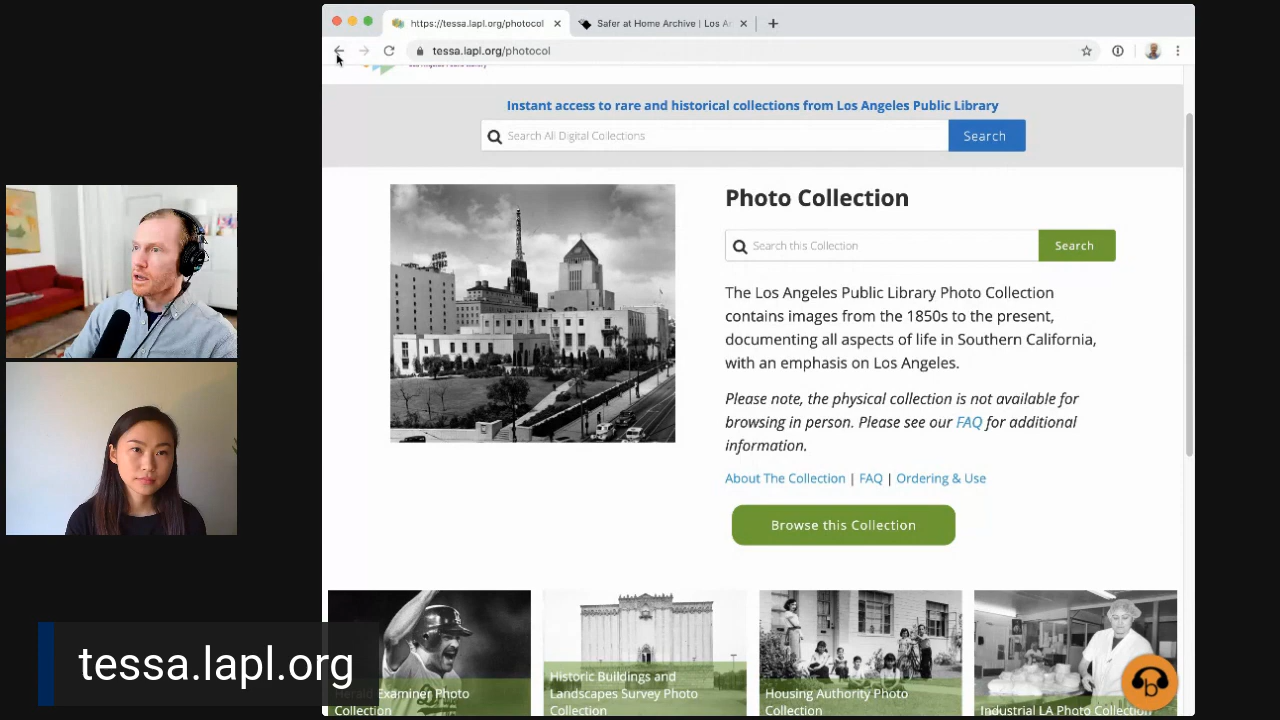 https://tessa.lapl.org/photocol
Safer at Home Archive | Los A
tessa.lapl.org/photocol
Instant access to rare and historical collections from Los Angeles Public Library
Search All Digital Collections
Search
Photo Collection
Search this Collection
Search
The Los Angeles Public Library Photo Collection
contains images from the 1850s to the present,
documenting all aspects of life in Southern California,
with an emphasis on Los Angeles.
Please note, the physical collection is not available for
browsing in person. Please see our FAQ for additional
information.
About The Collection | FAQ | Ordering & Use
Browse this Collection
Herald Examiner Photo
Collection
Historic Buildings and
Landscapes Survey Photo
Collection
Housing Authority Photo
Collection
Industrial LA Photo Collection
tessa.lapl.org
b